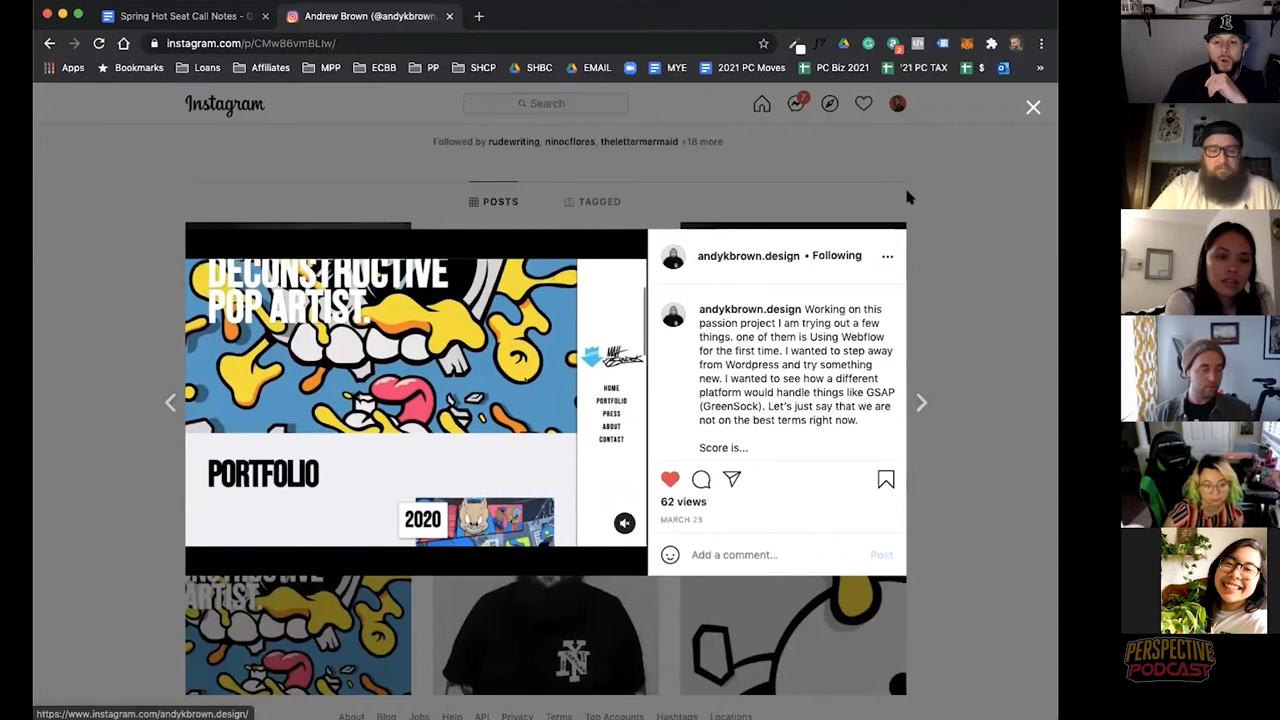 Spring Hot Seat Call Notes - G
Andrew Brown (@andykbrown.
instagram.com/p/CMw86vmBLIw/
Apps
Bookmarks
Loans
Affiliates
MPP
ECBB
PP
SHCP
SHBC
EMAIL
MYE
2021 PC Moves
PC Biz 2021
'21 PC TAX
$
»
Instagram
Search
7
2
Followed by rudewriting, ninocflores, thelettermermaid +18 more
POSTS
TAGGED
DECONSTRUCTIVE
POP ARTIST.
HOME
PORTFOLIO
PRESS
ABOUT
CONTACT
PORTFOLIO
2020
andykbrown.design • Following
andykbrown.design Working on this
passion project I am trying out a few
things. one of them is Using Webflow
for the first time. I wanted to step away
from Wordpress and try something
new. I wanted to see how a different
platform would handle things like GSAP
(GreenSock). Let's just say that we are
not on the best terms right now.
Score is...
62 views
MARCH 23
Add a comment...
Post
ARTIST.
About
Blog
Jobs
Help
API
Privacy
Terms
Top Accounts
Hashtags
Locations
https://www.instagram.com/andykbrown.design/
PERSPECTIVE
PODCAST